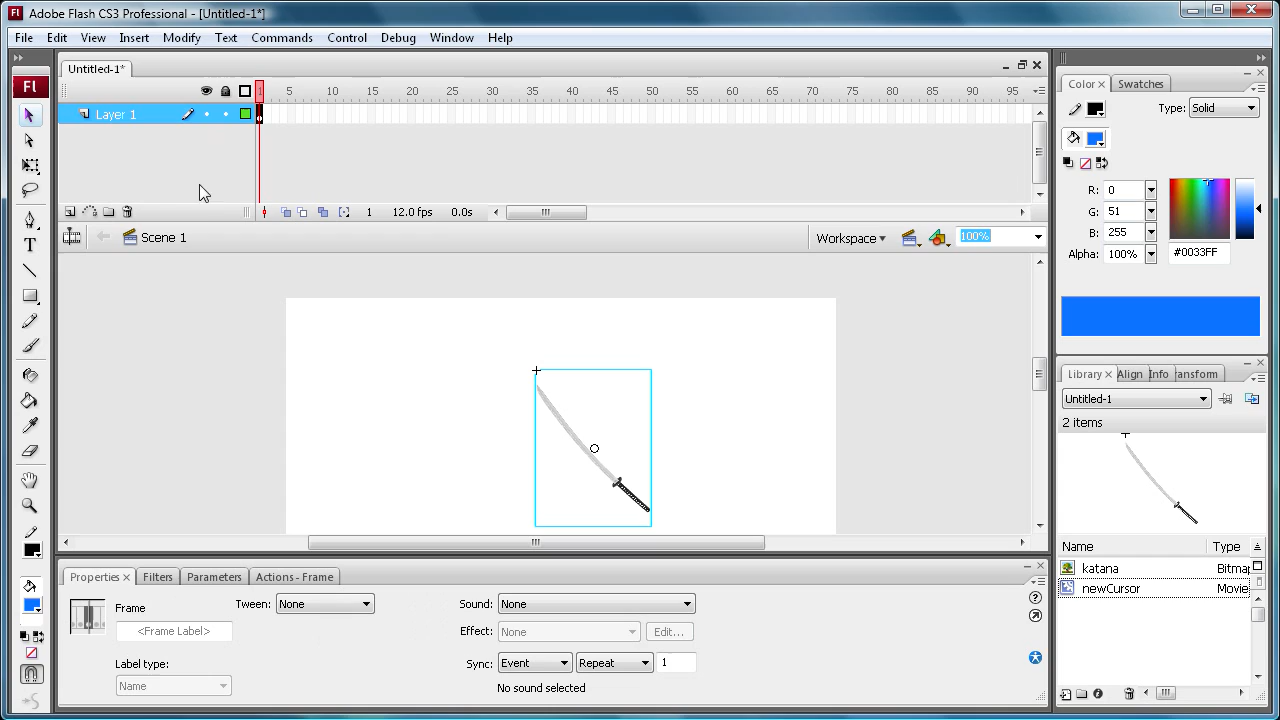 Fl Adobe Flash CS3 Professional - [Untitled-1*]
File Edit View Insert Modify Text Commands Control Debug Window Help
Untitled-1*
Fl
1 5 10 15 20 25 30 35 40 45 50 55 60 65 70 75 80 85 90 95
Layer 1
1 12.0 fps 0.0s
Scene 1
Workspace
100%
Color Swatches
Type: Solid
R: 0
G: 51
B: 255
Alpha: 100%
#0033FF
Library Align Info ransform
Untitled-1
2 items
Name Type
katana Bitmap
newCursor Movie
Properties Filters Parameters Actions - Frame
Frame
<Frame Label>
Label type:
Name
Tween: None
Sound: None
Effect: None Edit...
Sync: Event Repeat 1
No sound selected